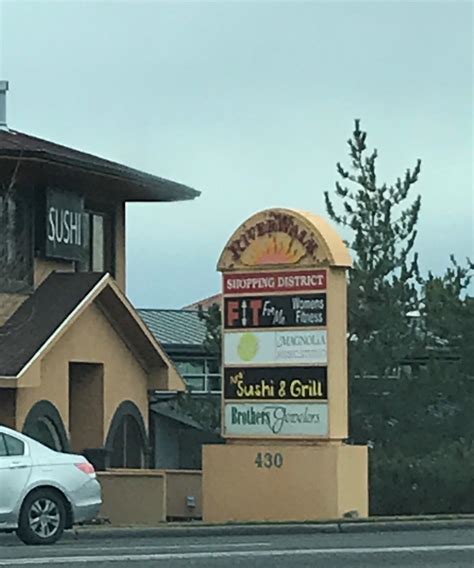 SUSHI
RIVERWALK
SHOPPING DISTRICT
FIT For Me Womens
Fitness
MAGNOLIA
Sushi & Grill
Brothers Jewelers
430